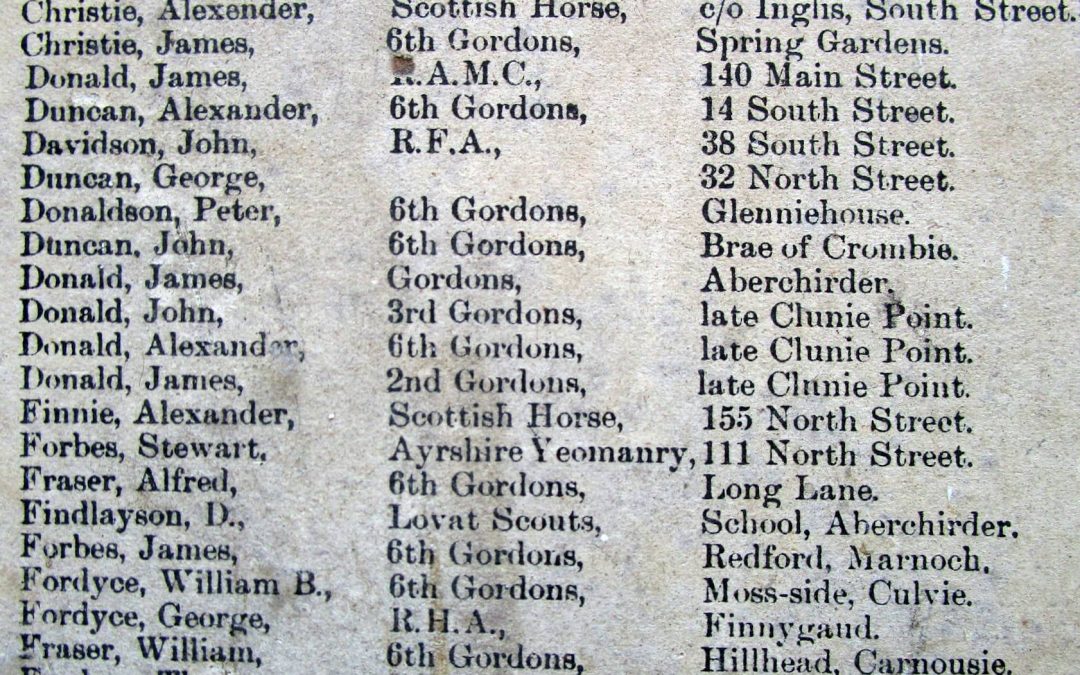 Christie, Alexender, Scottish Horse, c/o Inglis, South Street.
Christie, James, 6th Gordons, Spring Gardens.
Donald, James, R.A.M.C., 140 Main Street.
Duncan, Alexander, 6th Gordons, 14 South Street.
Davidson, John, R.F.A., 38 South Street.
Duncan, George, 32 North Street.
Donaldson, Peter, 6th Gordons, Glenniehouse.
Duncan, John, 6th Gordons, Brae of Crombie.
Donald, James, Gordons, Aberchirder.
Donald, John, 3rd Gordons, late Clunie Point.
Donald, Alexander, 6th Gordons, late Clunie Point.
Donald, James, 2nd Gordons, late Clunie Point.
Finnie, Alexander, Scottish Horse, 155 North Street.
Forbes, Stewart, Ayrshire Yeomanry, 111 North Street.
Fraser, Alfred, 6th Gordons, Long Lane.
Findlayson, D., Lovat Scouts, School, Aberchirder.
Forbes, James, 6th Gordons, Redford, Marnoch.
Fordyce, William B., 6th Gordons, Moss-side, Culvie.
Fordyce, George, R.H.A., Finnygaud.
Fraser, William, 6th Gordons, Hillhead, Carnousie.